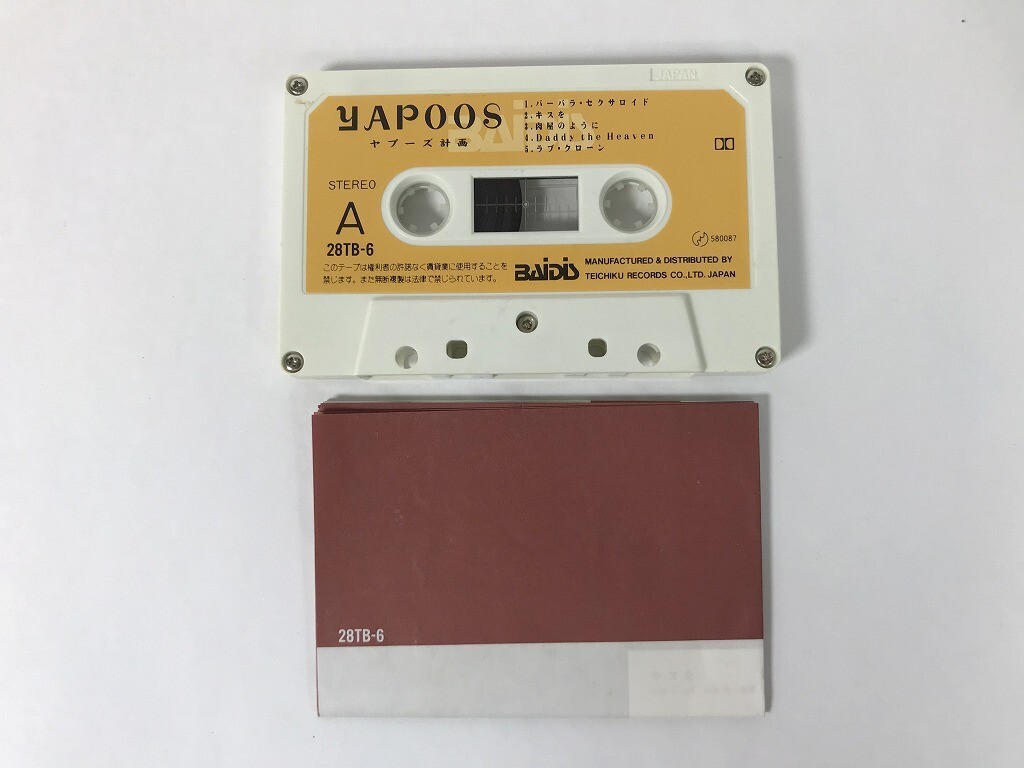 JAPAN
YAPOOS
ヤプーズ計画
BAIDIS
1.バーバラ・セクサロイド
2.キスを
3.肉屋のように
4.Daddy the Heaven
5.ラブ・クローン
STEREO
A
28TB-6
580087
このテープは権利者の許諾なく賃貸業に使用することを
禁じます。また無断複製は法律で禁じられています。
BAIDIS
MANUFACTURED & DISTRIBUTED BY
TEICHIKU RECORDS CO.,LTD. JAPAN
28TB-6